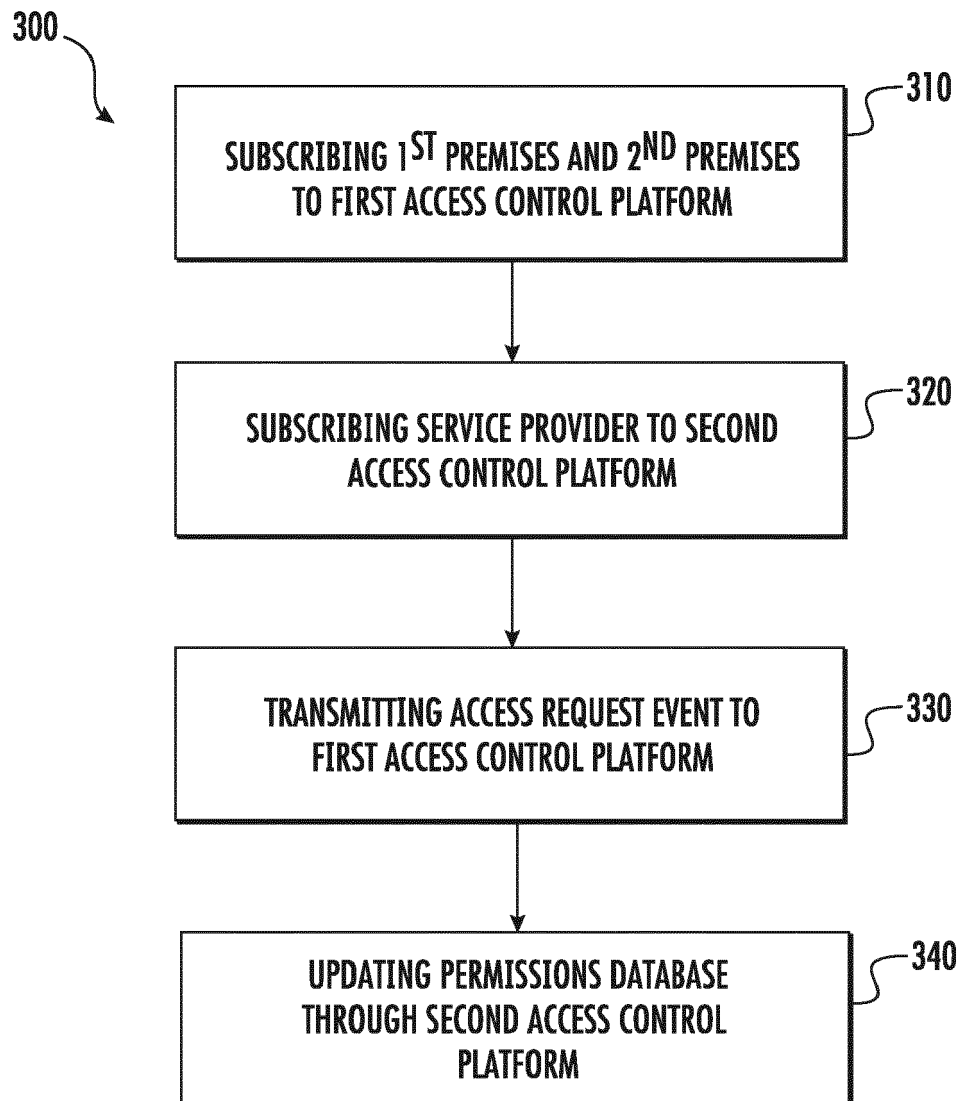 300
310
SUBSCRIBING 1ST PREMISES AND 2ND PREMISES
TO FIRST ACCESS CONTROL PLATFORM
320
SUBSCRIBING SERVICE PROVIDER TO SECOND
ACCESS CONTROL PLATFORM
330
TRANSMITTING ACCESS REQUEST EVENT TO
FIRST ACCESS CONTROL PLATFORM
340
UPDATING PERMISSIONS DATABASE
THROUGH SECOND ACCESS CONTROL
PLATFORM